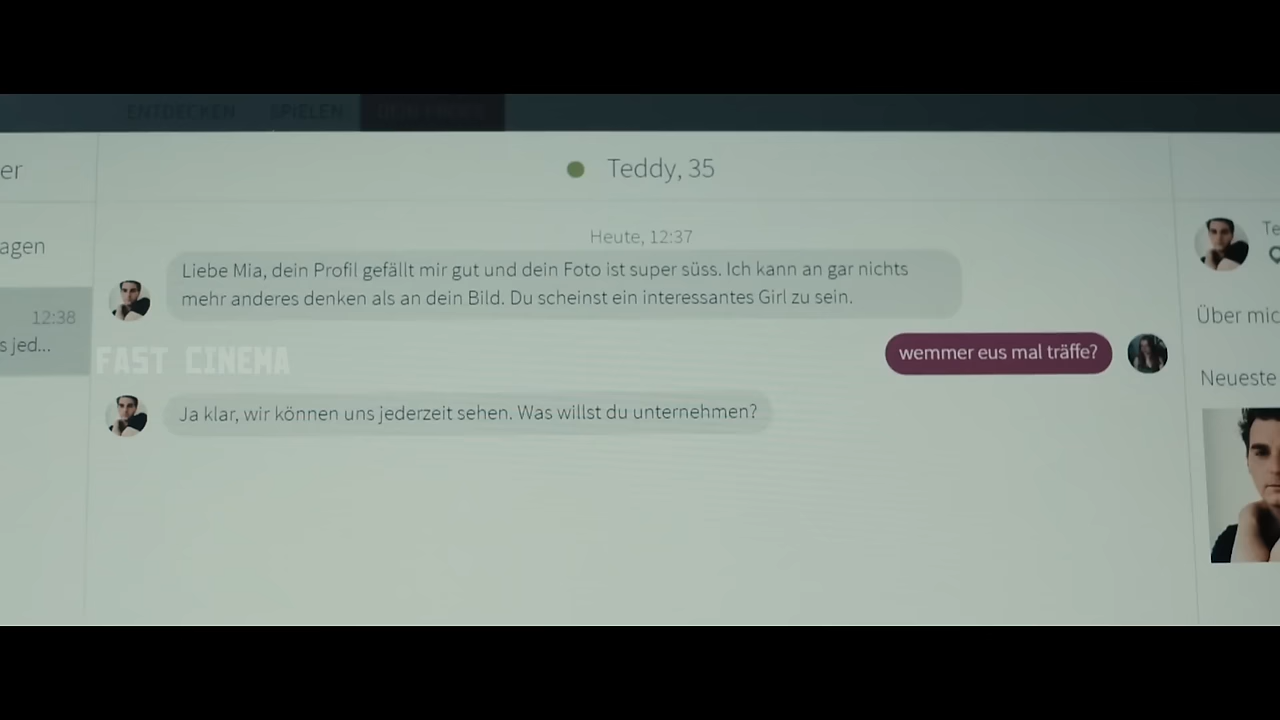 ENTDECKEN SPIELEN
er
Teddy, 35
Heute, 12:37
agen
Te
Liebe Mia, dein Profil gefällt mir gut und dein Foto ist super süss. Ich kann an gar nichts
mehr anderes denken als an dein Bild. Du scheinst ein interessantes Girl zu sein.
12:38
s jed...
Über mic
wemmer eus mal träffe?
FAST CINEMA
Neueste
Ja klar, wir können uns jederzeit sehen. Was willst du unternehmen?